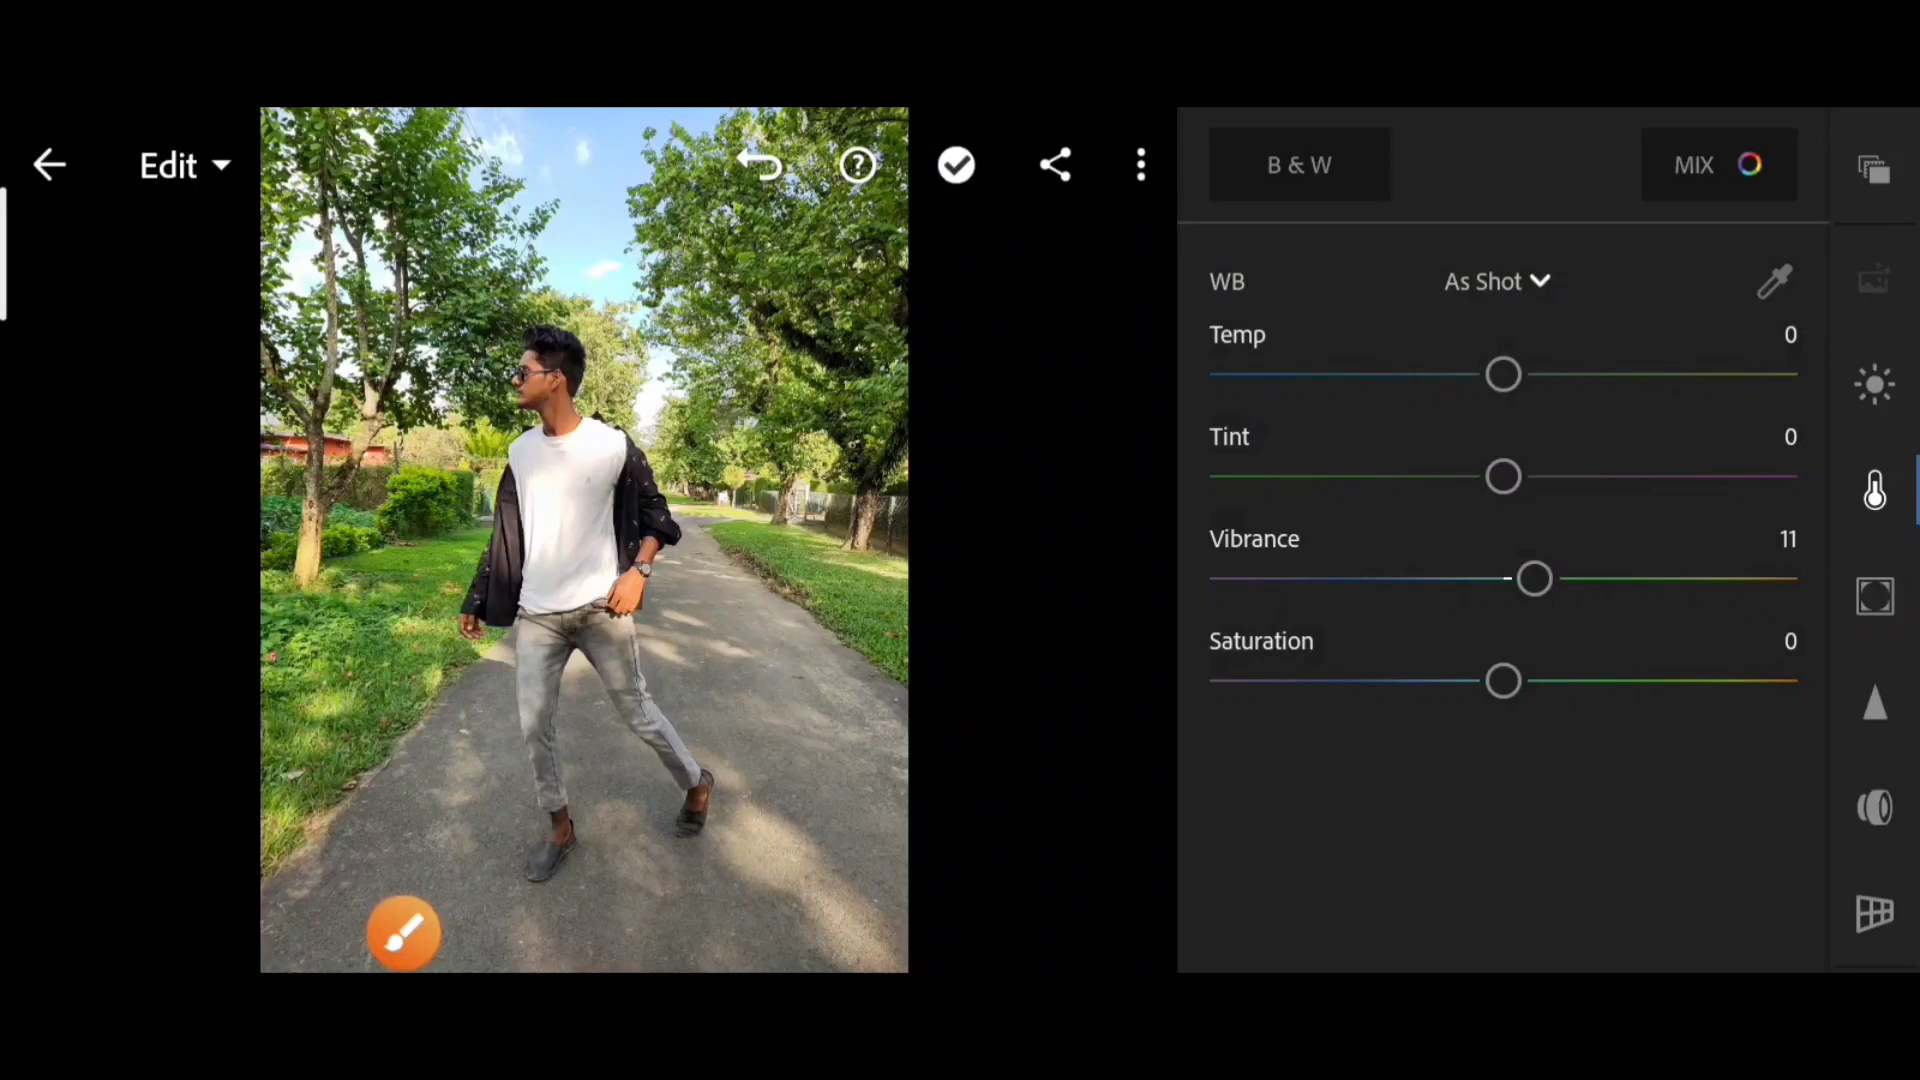 Edit
B & W
MIX
WB
As Shot
Temp
0
Tint
0
Vibrance
11
Saturation
0